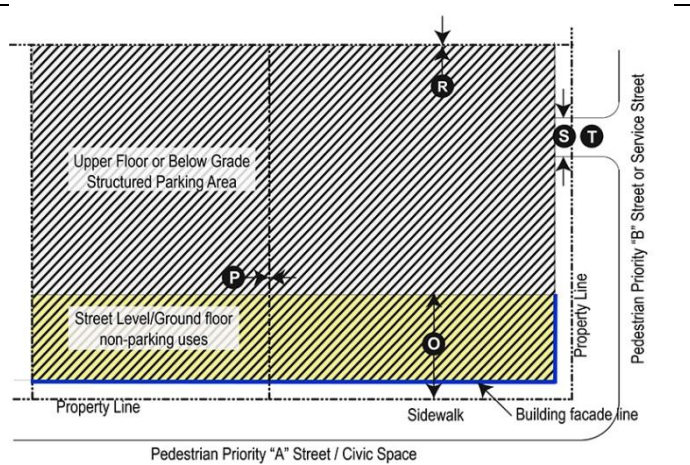 R
S T
Upper Floor or Below Grade
Structured Parking Area
Pedestrian Priority “B” Street or Service Street
P
Property Line
Street Level/Ground floor
non-parking uses
O
Property Line
Sidewalk
Building facade line
Pedestrian Priority “A” Street / Civic Space